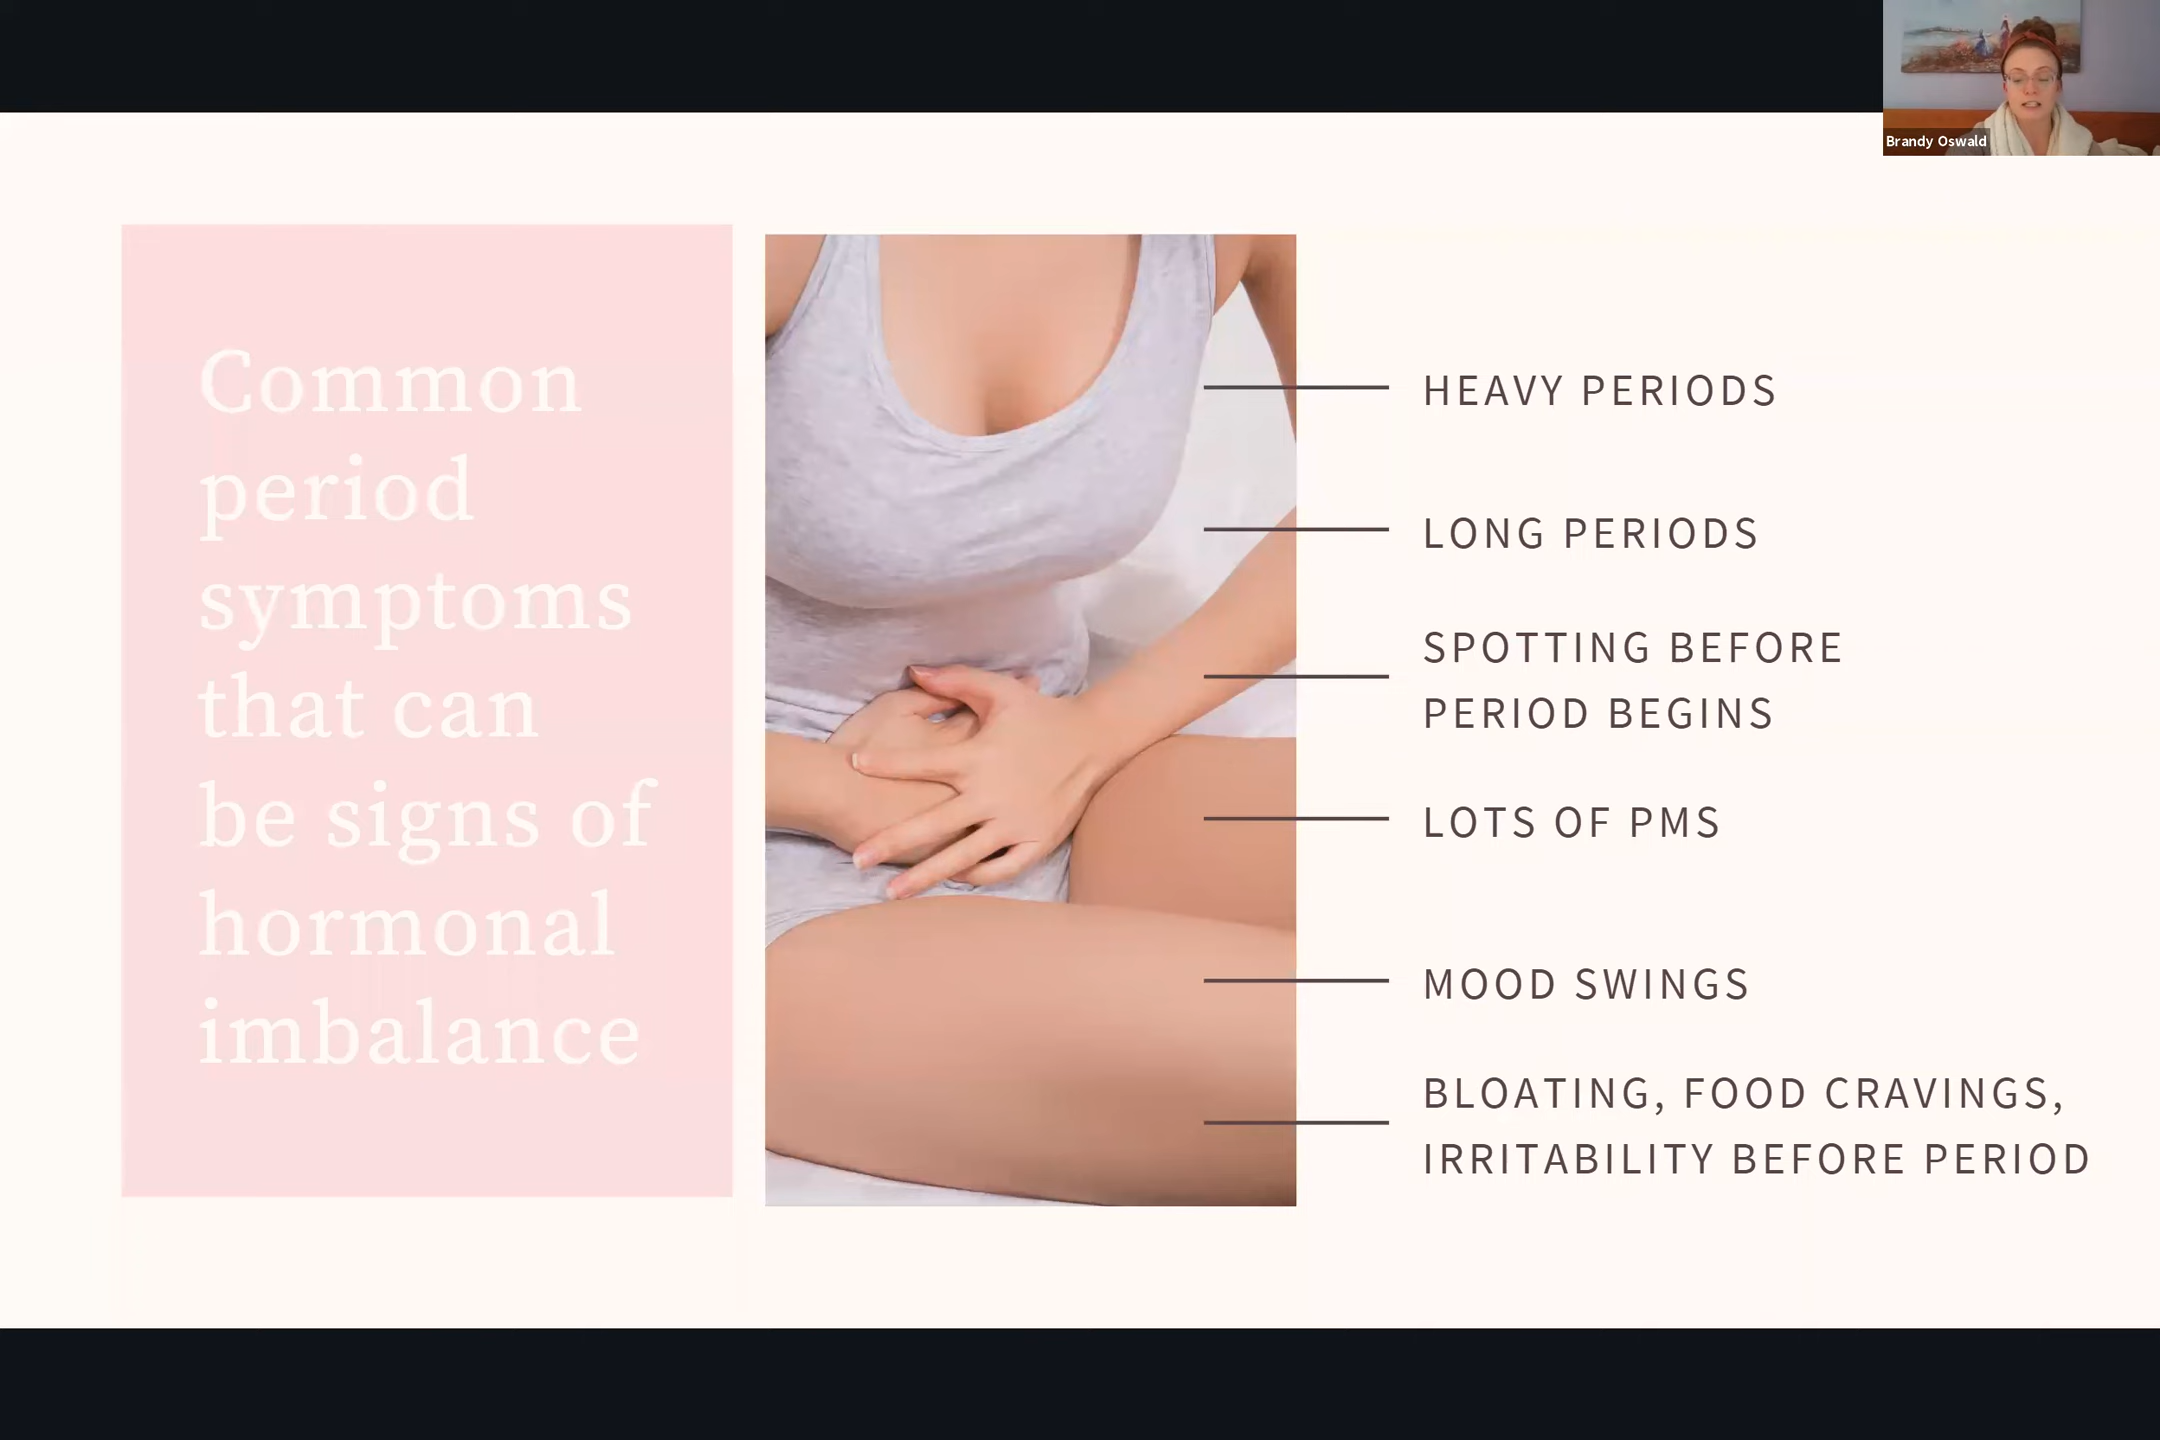 Brandy Oswald
Common
period
symptoms
that can
be signs of
hormonal
imbalance
HEAVY PERIODS
LONG PERIODS
SPOTTING BEFORE
PERIOD BEGINS
LOTS OF PMS
MOOD SWINGS
BLOATING, FOOD CRAVINGS,
IRRITABILITY BEFORE PERIOD